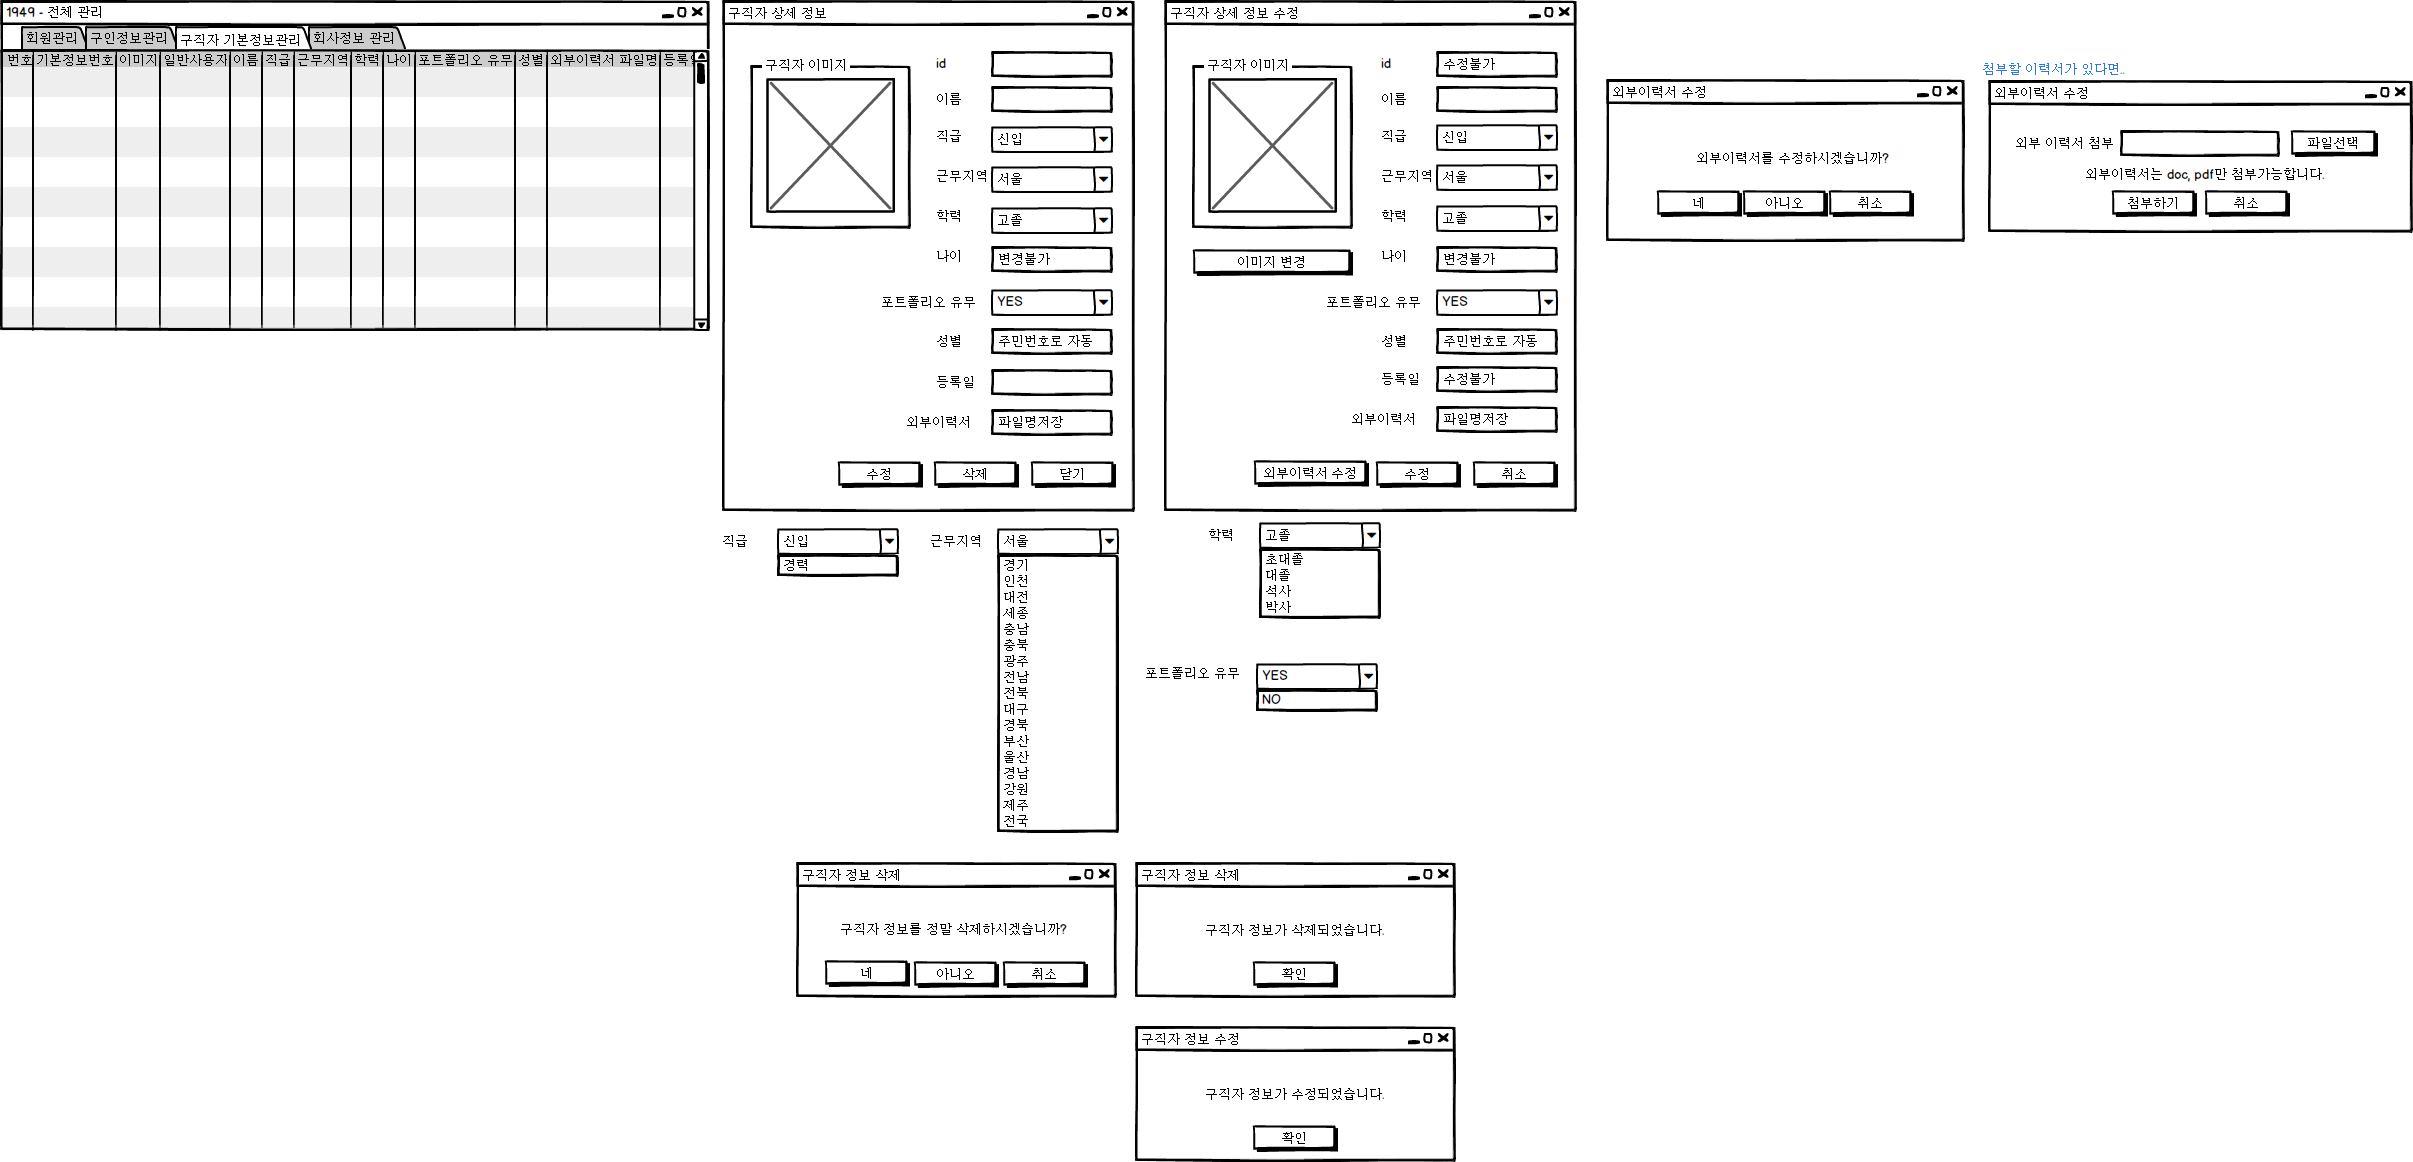 1949 - 전체 관리
회원관리 구인정보관리 구직자 기본정보관리 회사정보 관리
번호 기본정보번호 이미지 일반사용자 이름 직급 근무지역 학력 나이 포트폴리오 유무 성별 외부이력서 파일명 등록일
구직자 상세 정보
구직자 이미지
id
이름
직급 신입
근무지역 서울
학력 고졸
나이 변경불가
포트폴리오 유무 YES
성별 주민번호로 자동
등록일
외부이력서 파일명저장
수정 삭제 닫기
구직자 상세 정보 수정
구직자 이미지
이미지 변경
id 수정불가
이름
직급 신입
근무지역 서울
학력 고졸
나이 변경불가
포트폴리오 유무 YES
성별 주민번호로 자동
등록일 수정불가
외부이력서 파일명저장
외부이력서 수정 수정 취소
외부이력서 수정
외부이력서를 수정하시겠습니까?
네 아니오 취소
첨부할 이력서가 있다면..
외부이력서 수정
외부 이력서 첨부 파일선택
외부이력서는 doc, pdf만 첨부가능합니다.
첨부하기 취소
직급 신입
경력
근무지역 서울
경기
인천
대전
세종
충남
충북
광주
전남
전북
대구
경북
부산
울산
경남
강원
제주
전국
학력 고졸
초대졸
대졸
석사
박사
포트폴리오 유무 YES
NO
구직자 정보 삭제
구직자 정보를 정말 삭제하시겠습니까?
네 아니오 취소
구직자 정보 삭제
구직자 정보가 삭제되었습니다.
확인
구직자 정보 수정
구직자 정보가 수정되었습니다.
확인